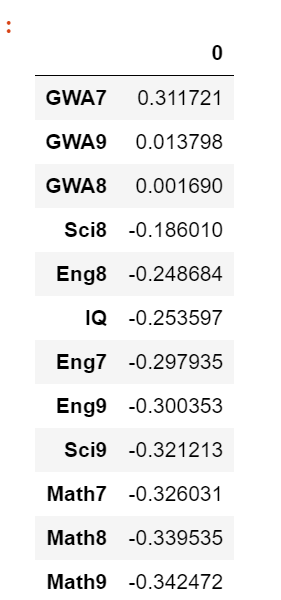 :
0
GWA7 0.311721
GWA9 0.013798
GWA8 0.001690
Sci8 -0.186010
Eng8 -0.248684
IQ -0.253597
Eng7 -0.297935
Eng9 -0.300353
Sci9 -0.321213
Math7 -0.326031
Math8 -0.339535
Math9 -0.342472